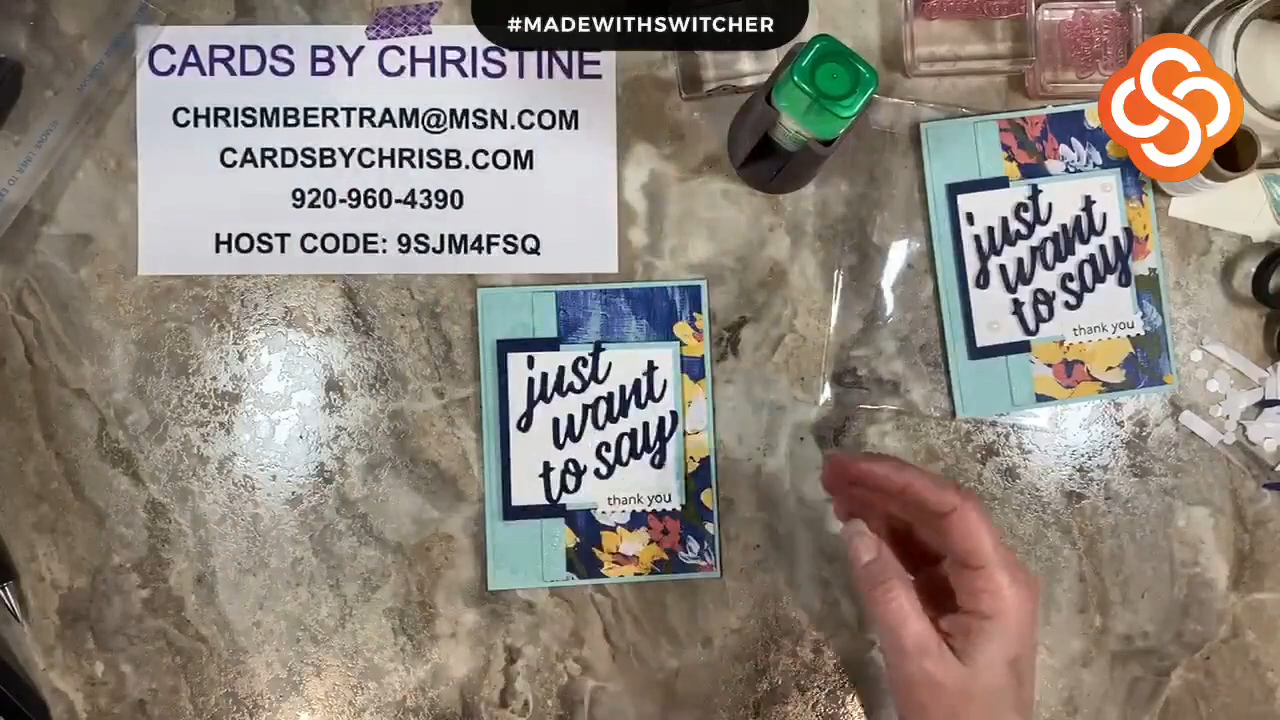 #MADEWITHSWITCHER
CARDS BY CHRISTINE
CHRISMBERTRAM@MSN.COM
CARDSBYCHRISB.COM
920-960-4390
HOST CODE: 9SJM4FSQ
just
want
to say
thank you
just
want
to say
thank you